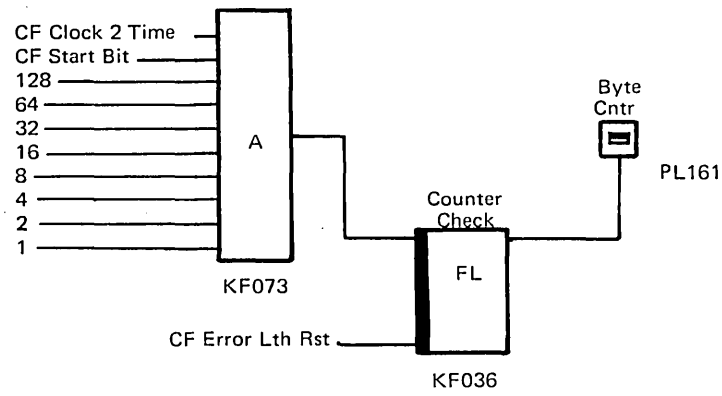 CF Clock 2 Time
CF Start Bit
128
64
32
16
8
4
2
1
A
KF073
Byte
Cntr
PL161
Counter
Check
FL
CF Error Lth Rst
KF036